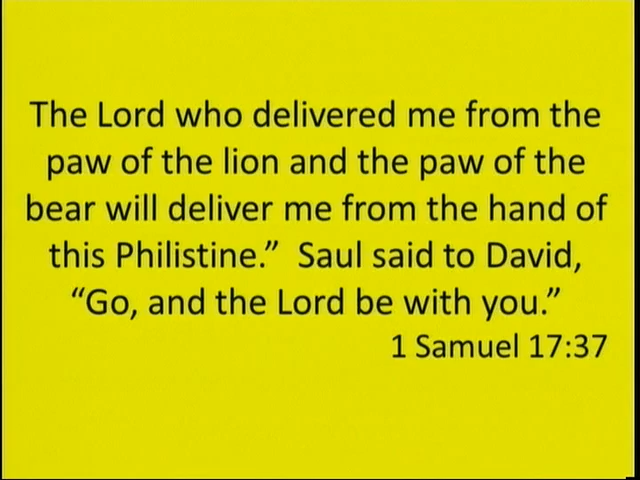 The Lord who delivered me from the
paw of the lion and the paw of the
bear will deliver me from the hand of
this Philistine.”  Saul said to David,
“Go, and the Lord be with you.”
1 Samuel 17:37